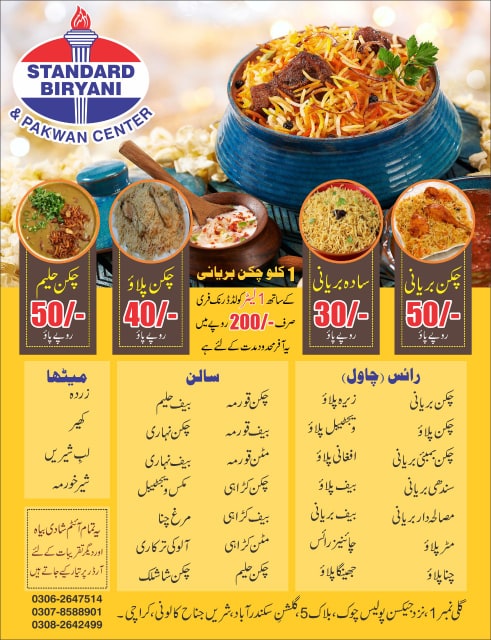 STANDARD
BIRYANI
& PAKWAN CENTER
چکن بریانی
50/-
روپے پاؤ
سادہ بریانی
30/-
روپے پاؤ
1 کلو چکن بریانی
کے ساتھ 1 لیٹر کولڈ ڈرنک فری
صرف -/200 روپے میں
یہ آفر محدود مدت کے لئے ہے
چکن پلاؤ
40/-
روپے پاؤ
چکن حلیم
50/-
روپے پاؤ
رائس (چاول)
چکن بریانی
چکن پلاؤ
چکن بمبئی بریانی
سندھی بریانی
مصالحہ دار بریانی
مٹر پلاؤ
چنا پلاؤ
زیرہ پلاؤ
ویجیٹیبل پلاؤ
افغانی پلاؤ
بیف پلاؤ
بیف بریانی
چائنیز رائس
جھینگا پلاؤ
سالن
چکن قورمہ
بیف قورمہ
مٹن قورمہ
چکن کڑاہی
بیف کڑاہی
مٹن کڑاہی
چکن حلیم
بیف حلیم
چکن نہاری
بیف نہاری
مکس ویجیٹیبل
مرغ چنا
آلو کی ترکاری
چکن شاشلک
میٹھا
زردہ
کھیر
لب شیریں
شیر خورمہ
یہ تمام آئٹم شادی بیاہ
اور دیگر تقریبات کے لئے
آرڈر پر تیار کیے جاتے ہیں
0306-2647514
0307-8588901
0308-2642499
گلی نمبر 1، نزد جیکسن پولیس چوک، بلاک 5، گلشنِ سکندر آباد، شیریں جناح کالونی، کراچی۔